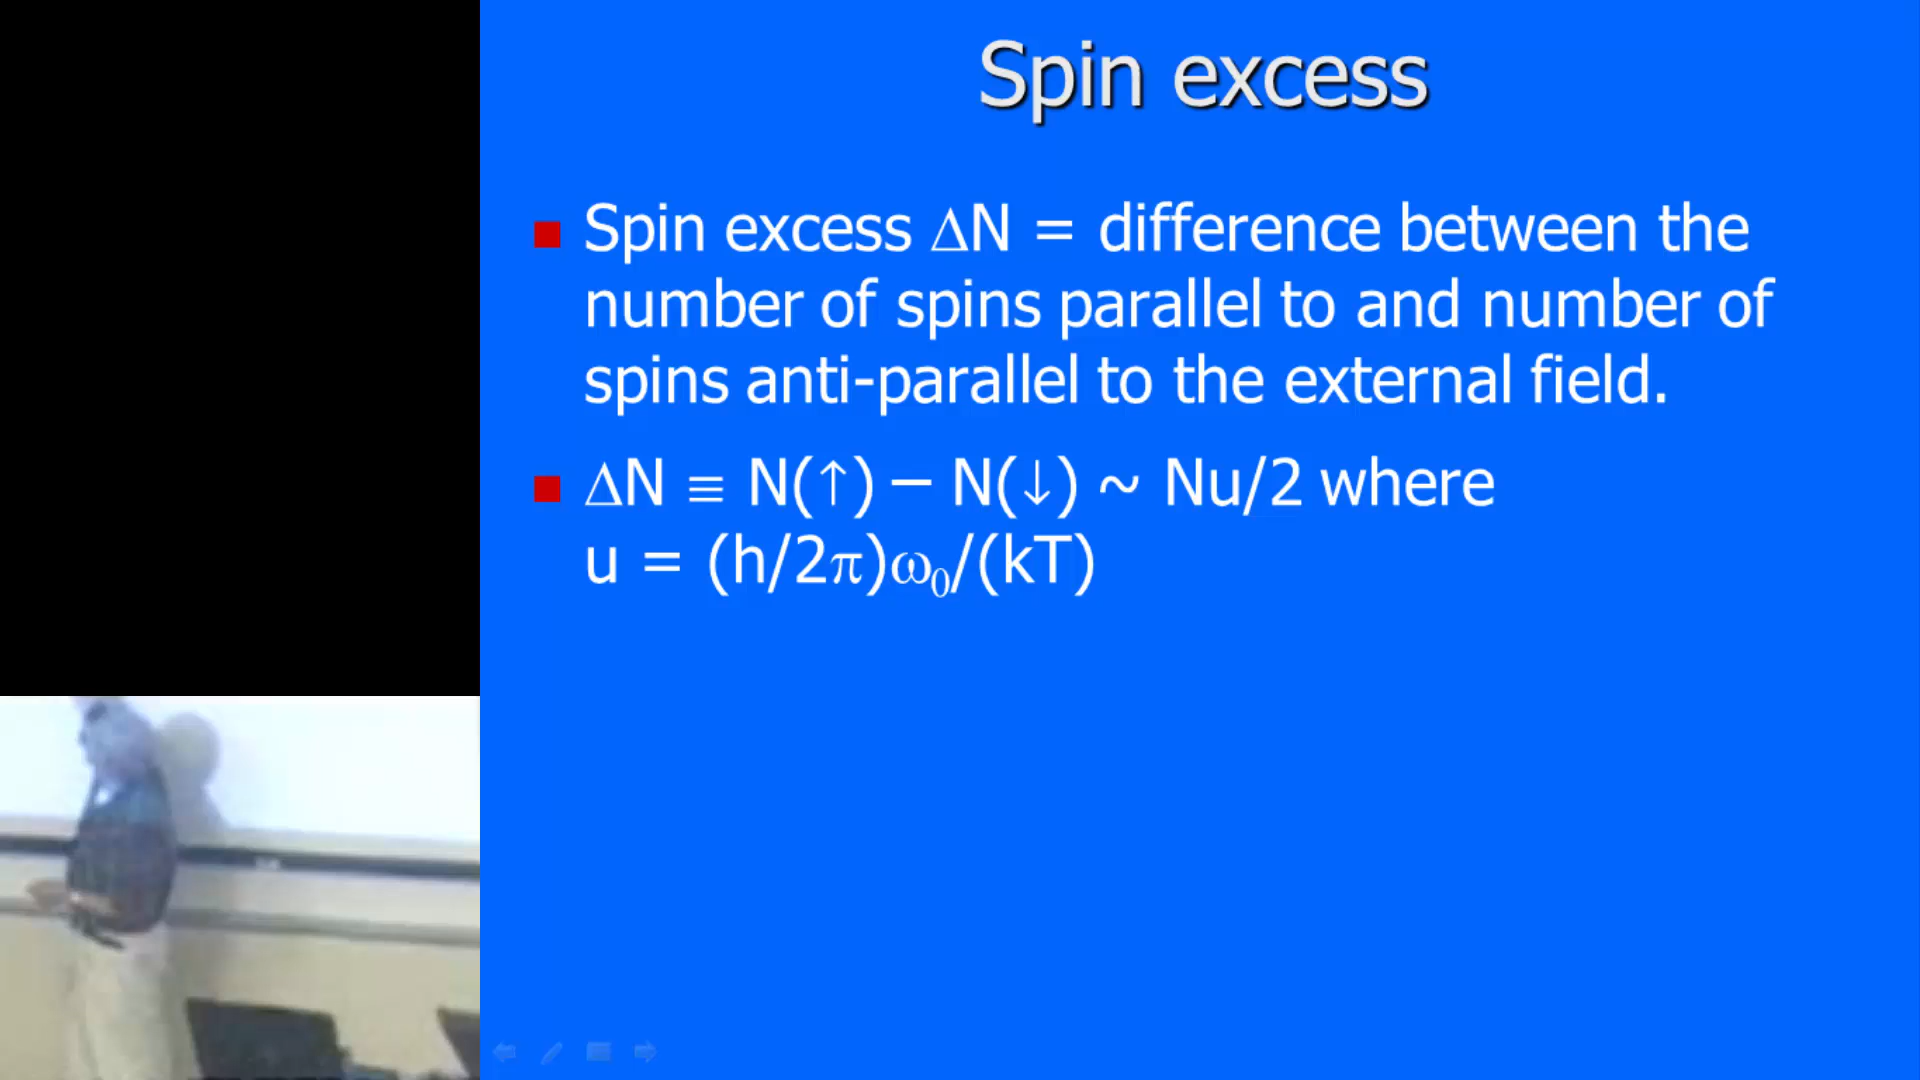 Spin excess
Spin excess ΔN = difference between the
number of spins parallel to and number of
spins anti-parallel to the external field.
ΔN ≡ N(↑) – N(↓) ~ Nu/2 where
u = (h/2π)ω₀/(kT)